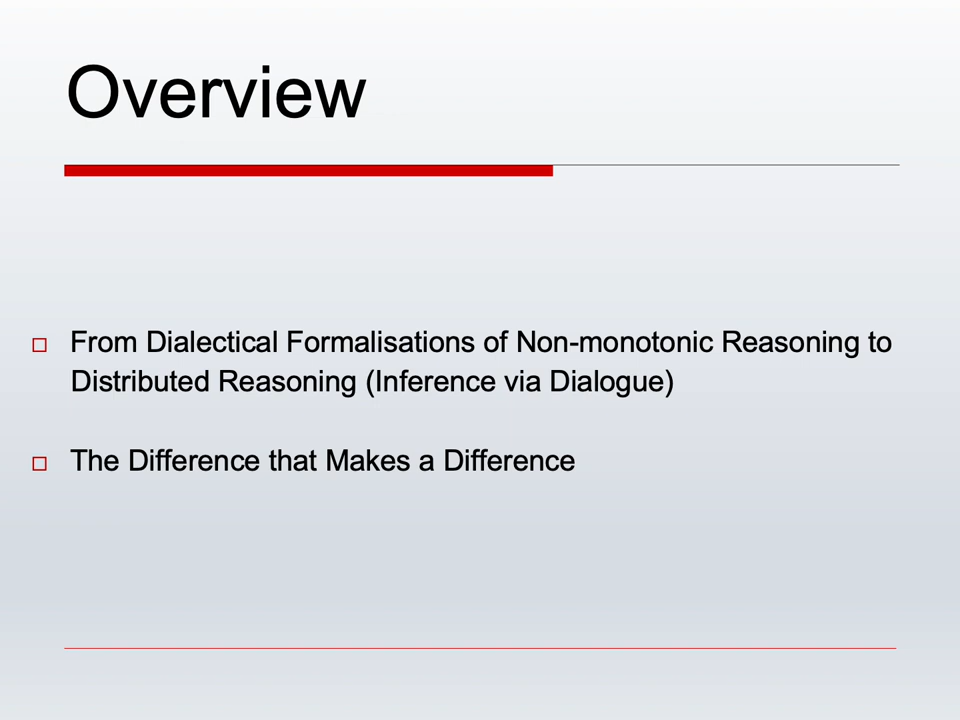 Overview
From Dialectical Formalisations of Non-monotonic Reasoning to
Distributed Reasoning (Inference via Dialogue)
The Difference that Makes a Difference